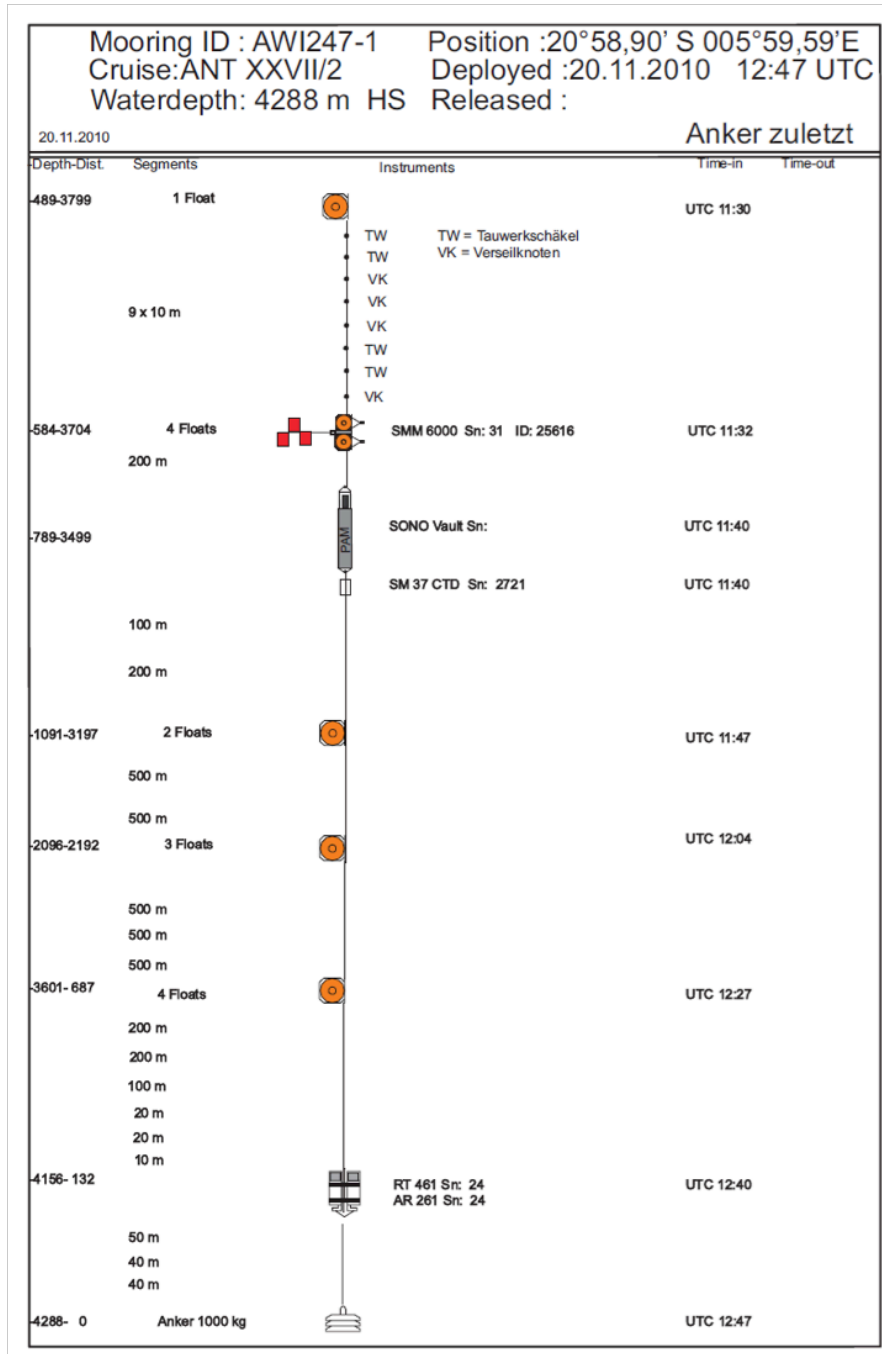 Mooring ID : AWI247-1 Position :20°58,90’ S 005°59,59’E
Cruise:ANT XXVII/2 Deployed :20.11.2010 12:47 UTC
Waterdepth: 4288 m HS Released :
20.11.2010 Anker zuletzt
-Depth-Dist. Segments Instruments Time-in Time-out
-489-3799 1 Float UTC 11:30
TW TW = Tauwerkschäkel
TW VK = Verseilknoten
VK
VK
9 x 10 m
VK
TW
TW
VK
-584-3704 4 Floats SMM 6000 Sn: 31 ID: 25616 UTC 11:32
200 m
-789-3499 PAM SONO Vault Sn: UTC 11:40
SM 37 CTD Sn: 2721 UTC 11:40
100 m
200 m
-1091-3197 2 Floats UTC 11:47
500 m
500 m
-2096-2192 3 Floats UTC 12:04
500 m
500 m
500 m
-3601- 687 4 Floats UTC 12:27
200 m
200 m
100 m
20 m
20 m
10 m
-4156- 132 RT 461 Sn: 24 UTC 12:40
AR 261 Sn: 24
50 m
40 m
40 m
-4288- 0 Anker 1000 kg UTC 12:47